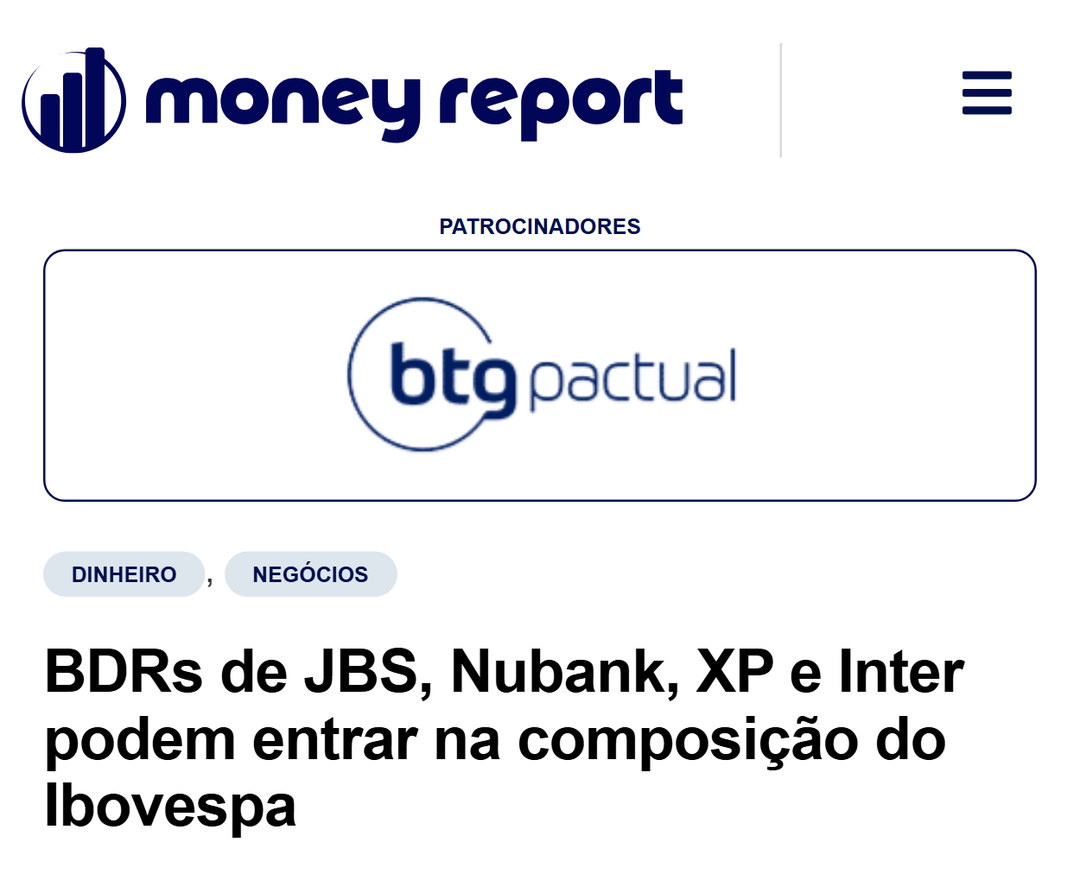 money report
PATROCINADORES
btg pactual
DINHEIRO, NEGÓCIOS
BDRs de JBS, Nubank, XP e Inter
podem entrar na composição do
Ibovespa